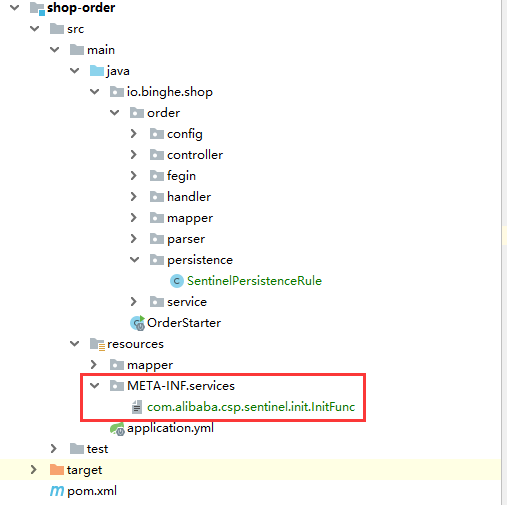 shop-order
src
main
java
io.binghe.shop
order
config
controller
fegin
handler
mapper
parser
persistence
SentinelPersistenceRule
service
OrderStarter
resources
mapper
META-INF.services
com.alibaba.csp.sentinel.init.InitFunc
application.yml
test
target
pom.xml